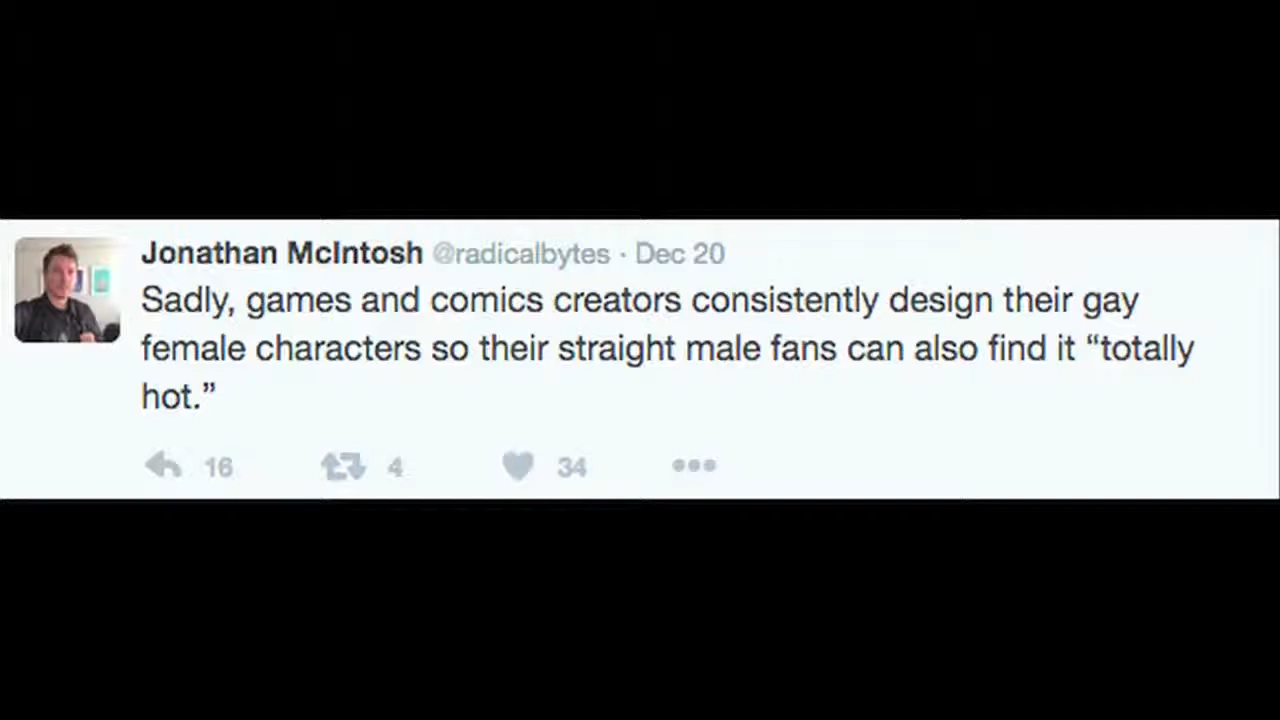 Jonathan McIntosh @radicalbytes · Dec 20
Sadly, games and comics creators consistently design their gay
female characters so their straight male fans can also find it “totally
hot.”
16 4 34